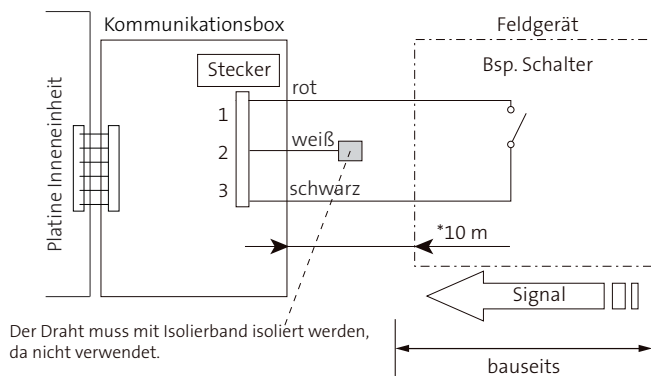 Kommunikationsbox
Feldgerät
Stecker
Bsp. Schalter
rot
1
weiß
2
3
schwarz
Platine Inneneinheit
*10 m
Signal
Der Draht muss mit Isolierband isoliert werden,
da nicht verwendet.
bauseits